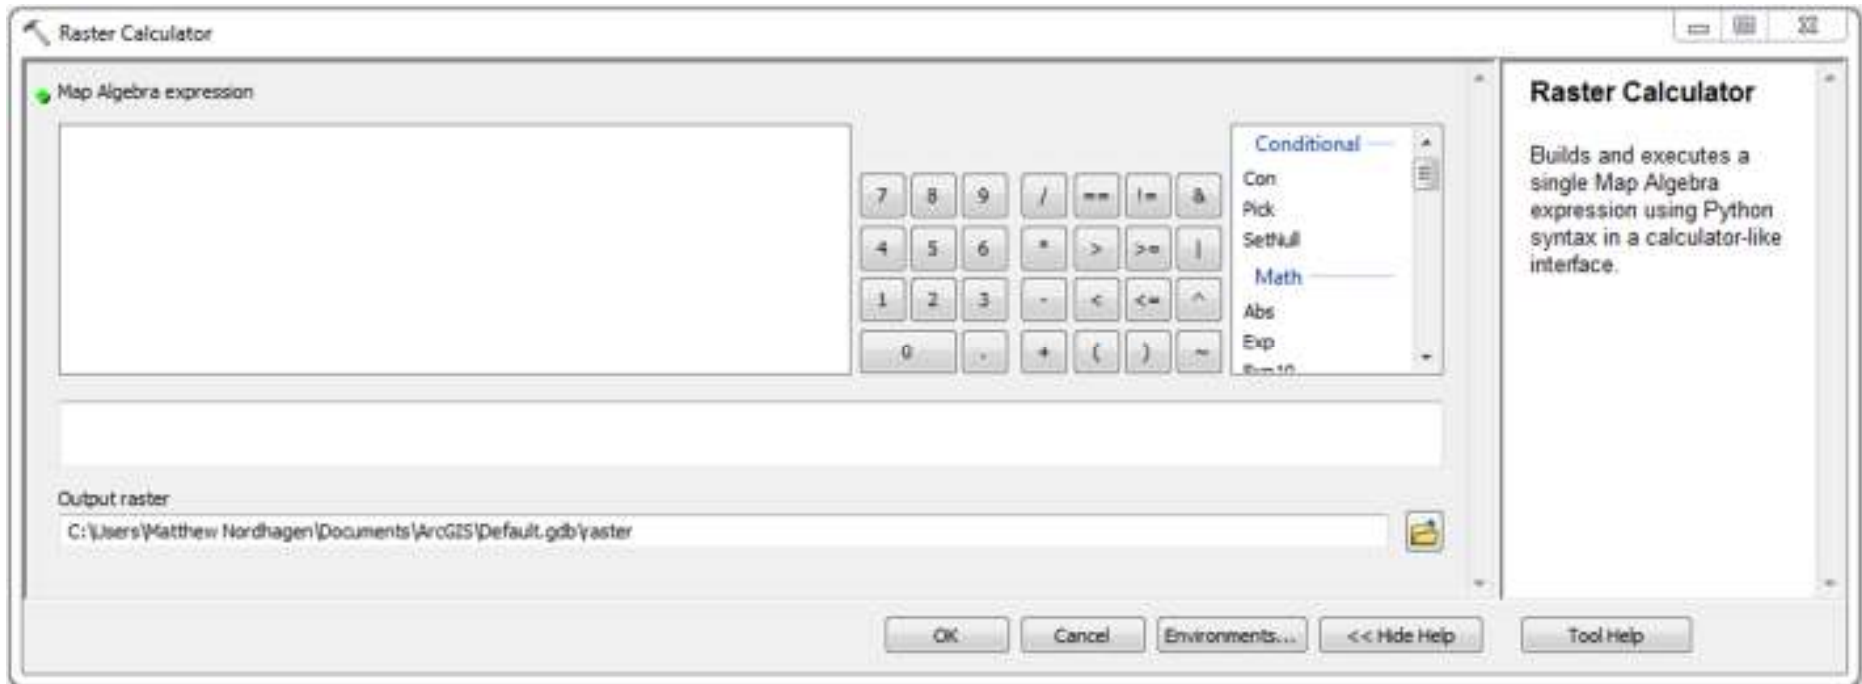 Raster Calculator
Map Algebra expression
7 8 9 / == != &
4 5 6 * > >= |
1 2 3 - < <= ^
0 . + ( ) ~
Conditional
Con
Pick
SetNull
Math
Abs
Exp
Exp10
Output raster
C:\Users\Matthew Nordhagen\Documents\ArcGIS\Default.gdb\raster
OK Cancel Environments... << Hide Help Tool Help
Raster Calculator
Builds and executes a
single Map Algebra
expression using Python
syntax in a calculator-like
interface.